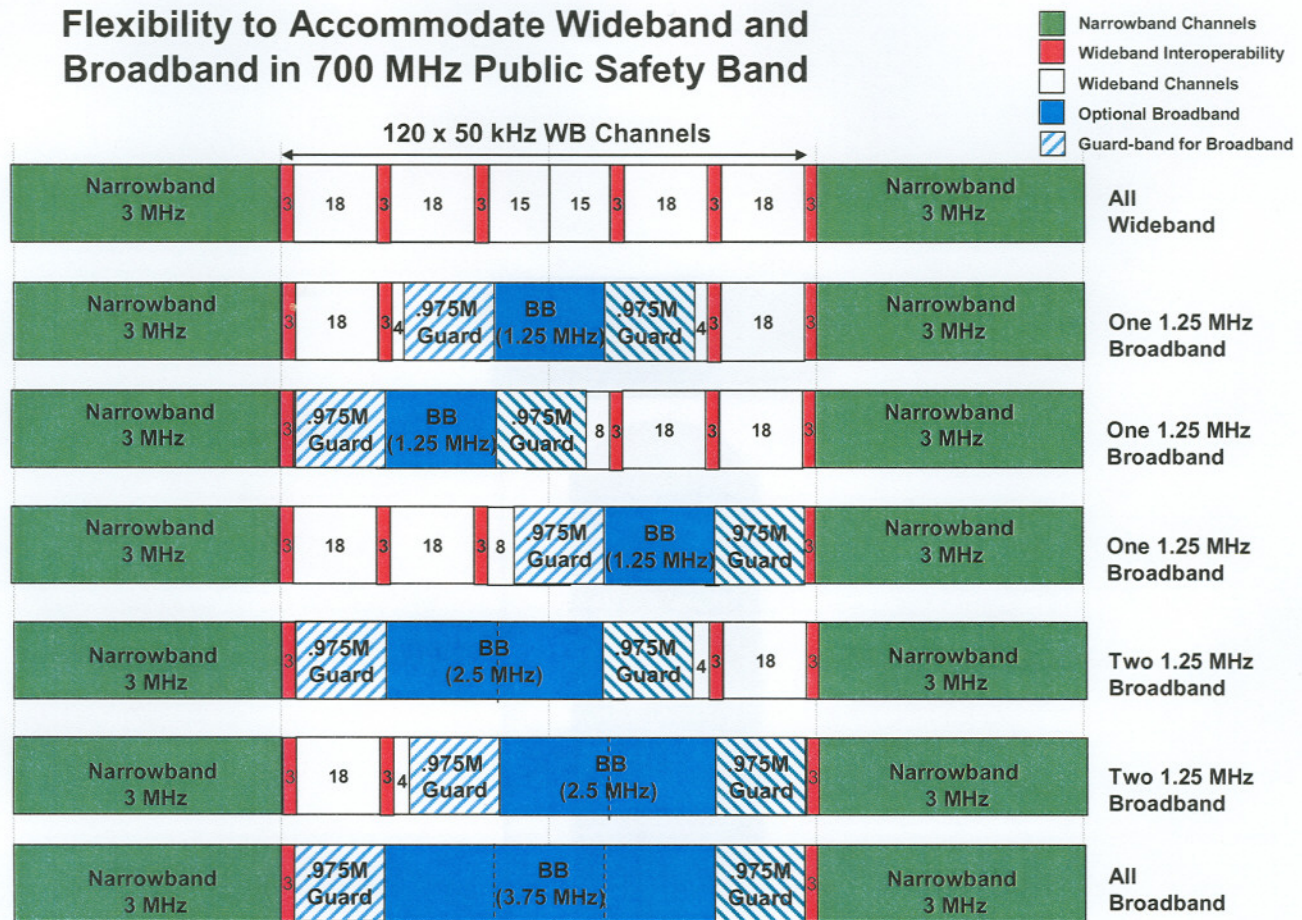 Flexibility to Accommodate Wideband and
Broadband in 700 MHz Public Safety Band
Narrowband Channels
Wideband Interoperability
Wideband Channels
Optional Broadband
Guard-band for Broadband
120 x 50 kHz WB Channels
Narrowband
3 MHz
3 18 3 18 3 15 15 3 18 3 18 3
Narrowband
3 MHz
All
Wideband
Narrowband
3 MHz
3 18 3 4
.975M
Guard
BB
(1.25 MHz)
.975M
Guard
4 3 18 3
Narrowband
3 MHz
One 1.25 MHz
Broadband
Narrowband
3 MHz
3
.975M
Guard
BB
(1.25 MHz)
.975M
Guard
8 3 18 3 18 3
Narrowband
3 MHz
One 1.25 MHz
Broadband
Narrowband
3 MHz
3 18 3 18 3 8
.975M
Guard
BB
(1.25 MHz)
.975M
Guard
3
Narrowband
3 MHz
One 1.25 MHz
Broadband
Narrowband
3 MHz
3
.975M
Guard
BB
(2.5 MHz)
.975M
Guard
4 3 18 3
Narrowband
3 MHz
Two 1.25 MHz
Broadband
Narrowband
3 MHz
3 18 3 4
.975M
Guard
BB
(2.5 MHz)
.975M
Guard
3
Narrowband
3 MHz
Two 1.25 MHz
Broadband
Narrowband
3 MHz
3
.975M
Guard
BB
(3.75 MHz)
.975M
Guard
3
Narrowband
3 MHz
All
Broadband